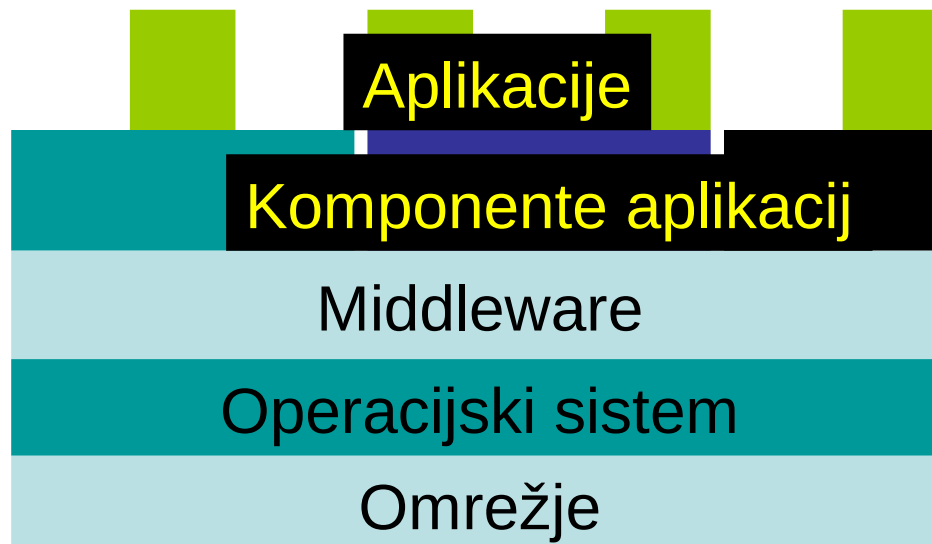 Aplikacije
Komponente aplikacij
Middleware
Operacijski sistem
Omrežje